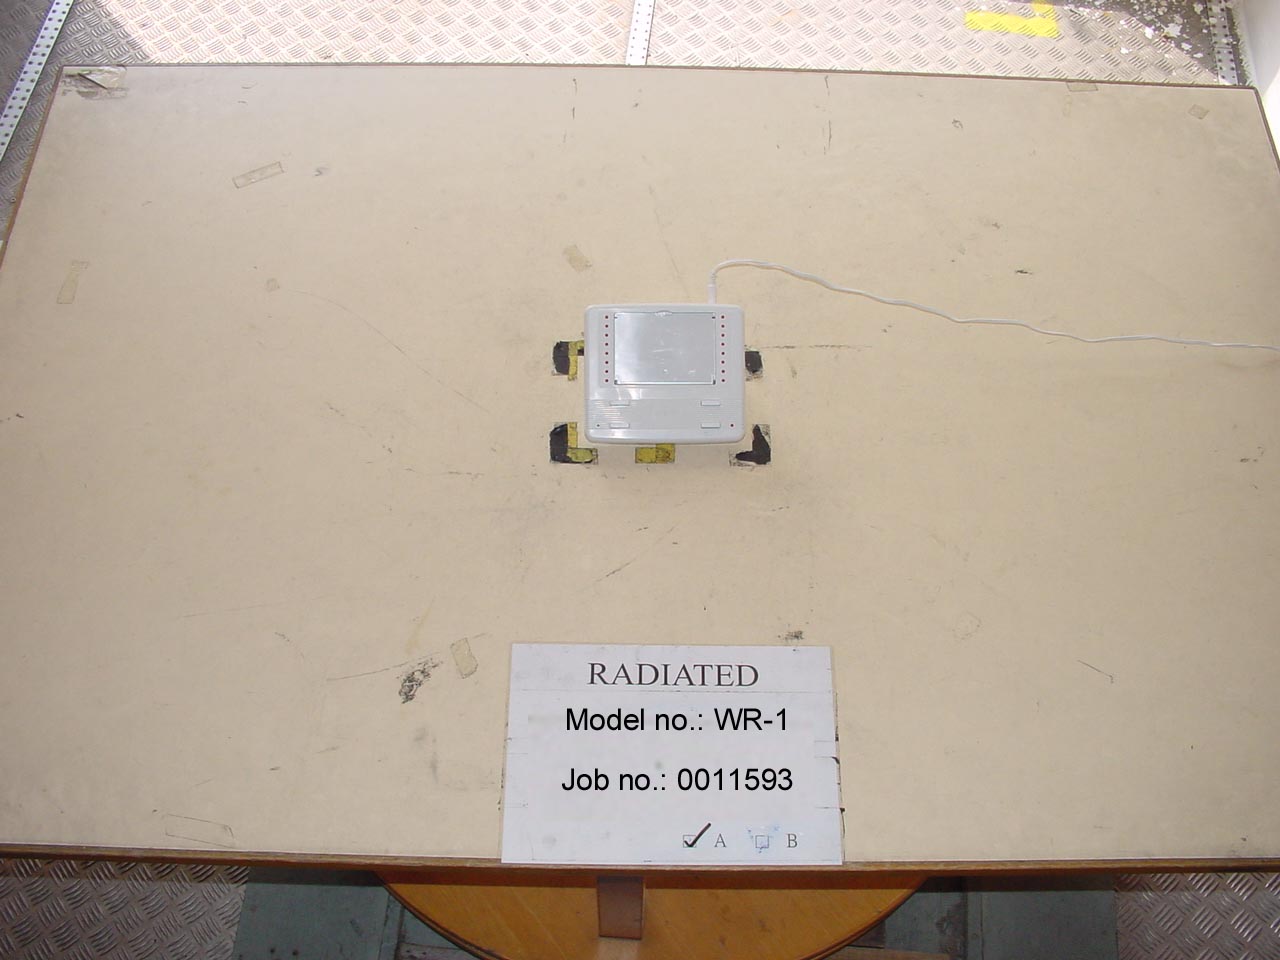 RADIATED
Model no.: WR-1
Job no.: 0011593
A B